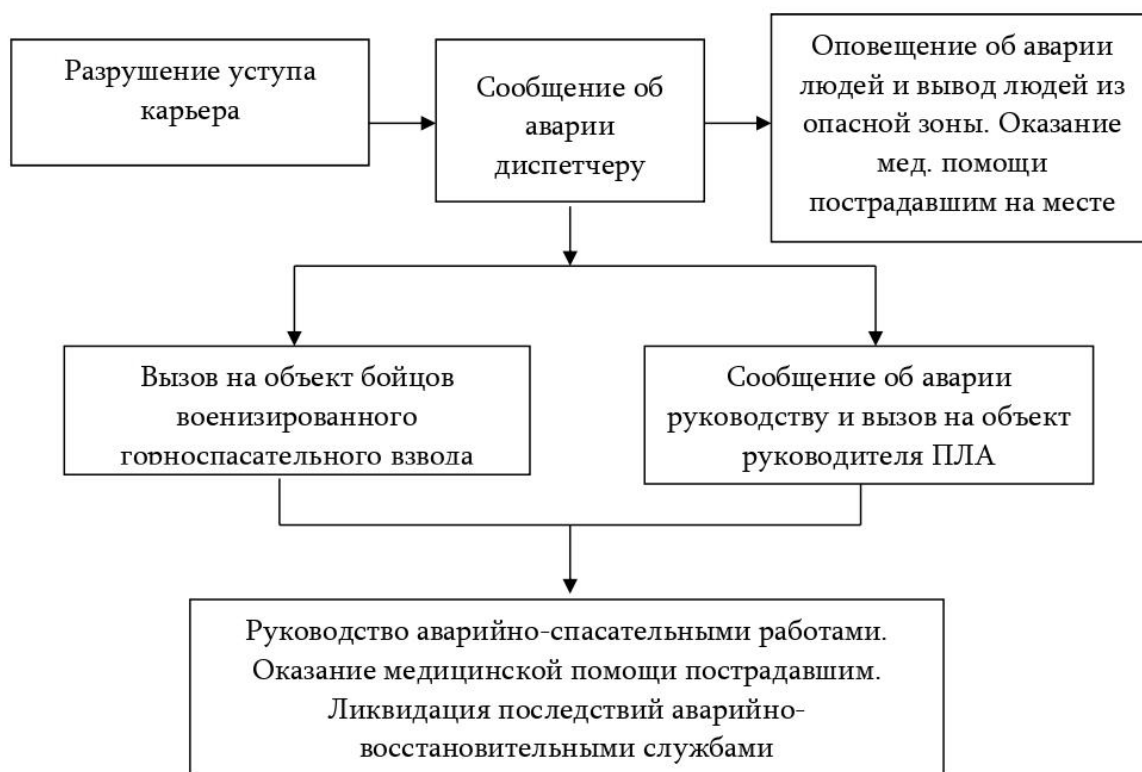 Разрушение уступа
карьера
Сообщение об
аварии
диспетчеру
Оповещение об аварии
людей и вывод людей из
опасной зоны. Оказание
мед. помощи
пострадавшим на месте
Вызов на объект бойцов
военизированного
горноспасательного взвода
Сообщение об аварии
руководству и вызов на объект
руководителя ПЛА
Руководство аварийно-спасательными работами.
Оказание медицинской помощи пострадавшим.
Ликвидация последствий аварийно-
восстановительными службами